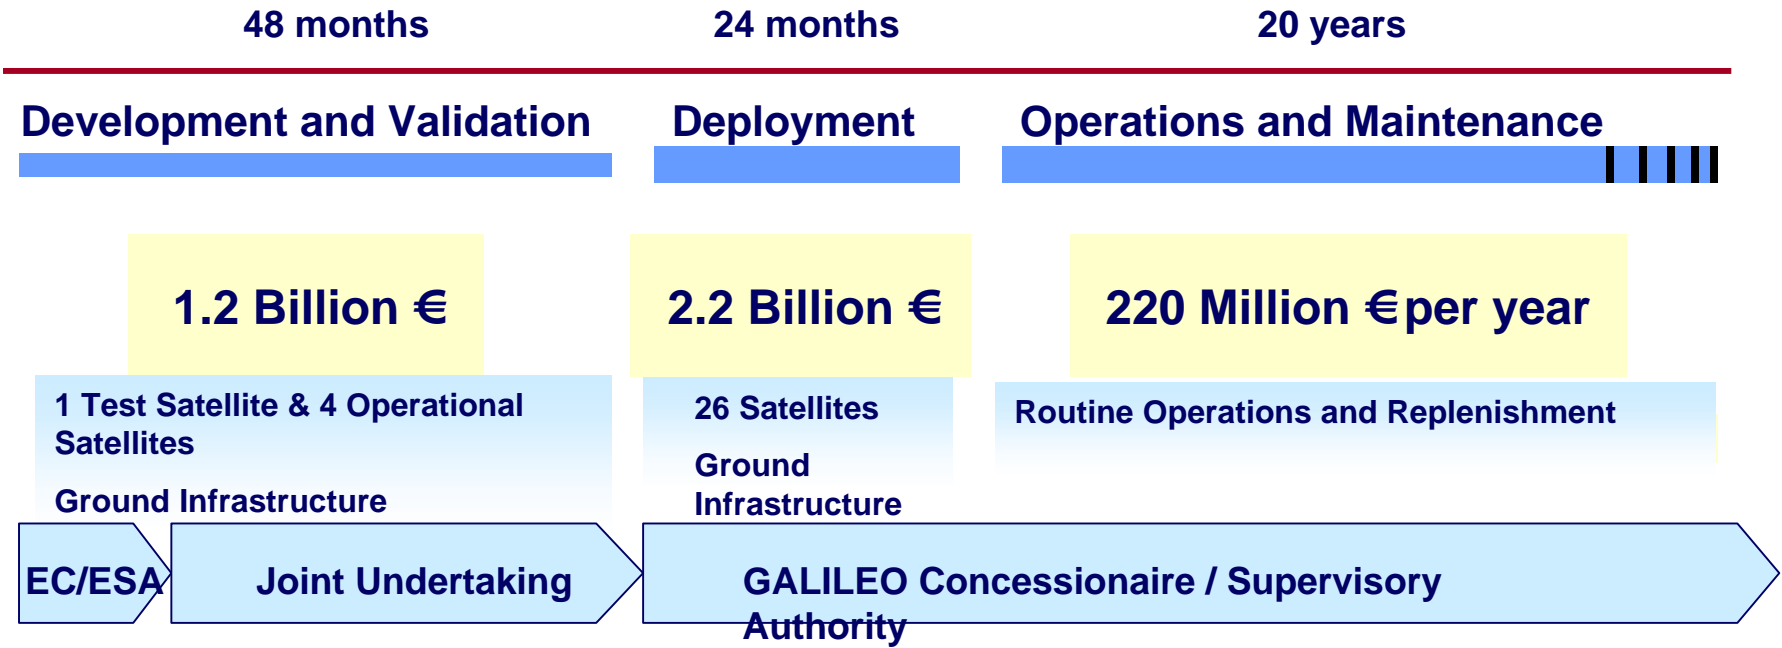 48 months
24 months
20 years
Development and Validation
Deployment
Operations and Maintenance
1.2 Billion €
2.2 Billion €
220 Million € per year
1 Test Satellite & 4 Operational
Satellites
Ground Infrastructure
26 Satellites
Ground
Infrastructure
Routine Operations and Replenishment
EC/ESA
Joint Undertaking
GALILEO Concessionaire / Supervisory
Authority